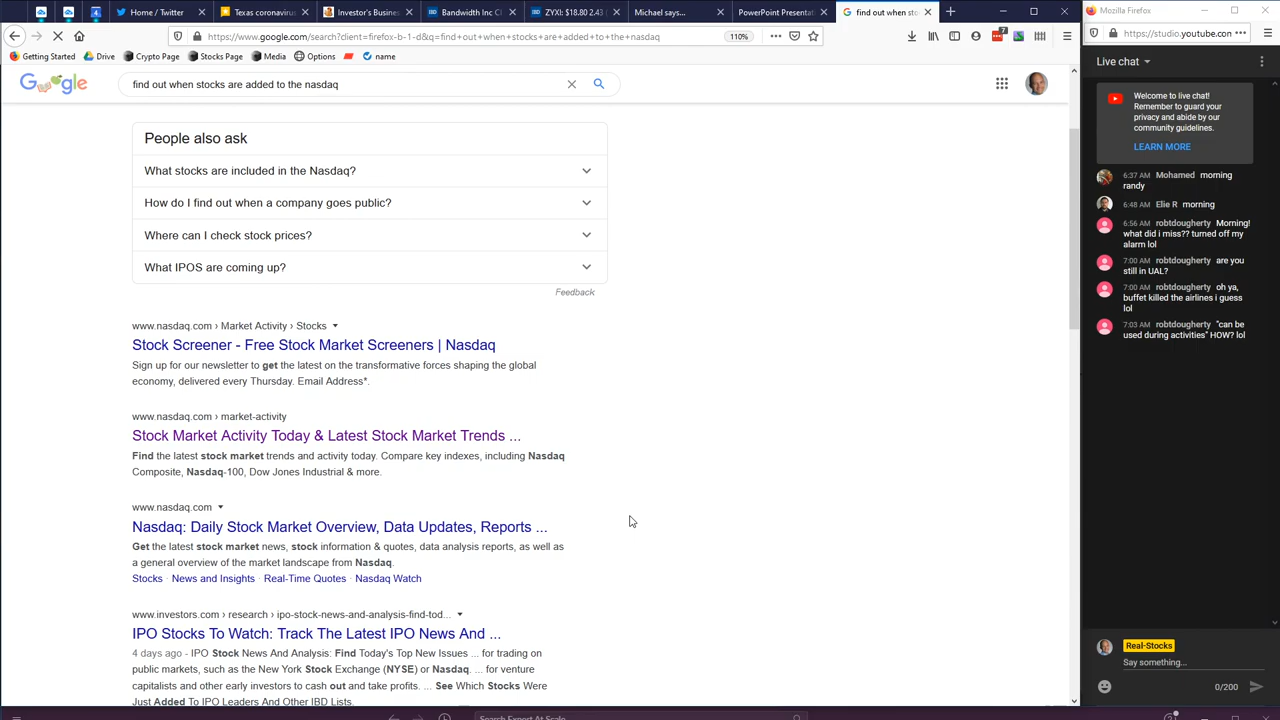 Home / Twitter
Texas coronavirus
Investor's Busines
Bandwidth Inc Cl
ZYXI: $18.80 2.43
Michael says...
PowerPoint Presentat
find out when sto
Mozilla Firefox
https://www.google.com/search?client=firefox-b-1-d&q=find+out+when+stocks+are+added+to+the+nasdaq
110%
https://studio.youtube.con
Getting Started
Drive
Crypto Page
Stocks Page
Media
Options
name
Live chat
Google
find out when stocks are added to the nasdaq
People also ask
What stocks are included in the Nasdaq?
How do I find out when a company goes public?
Where can I check stock prices?
What IPOS are coming up?
Feedback
www.nasdaq.com › Market Activity › Stocks
Stock Screener - Free Stock Market Screeners | Nasdaq
Sign up for our newsletter to get the latest on the transformative forces shaping the global
economy, delivered every Thursday. Email Address*.
www.nasdaq.com › market-activity
Stock Market Activity Today & Latest Stock Market Trends ...
Find the latest stock market trends and activity today. Compare key indexes, including Nasdaq
Composite, Nasdaq-100, Dow Jones Industrial & more.
www.nasdaq.com
Nasdaq: Daily Stock Market Overview, Data Updates, Reports ...
Get the latest stock market news, stock information & quotes, data analysis reports, as well as
a general overview of the market landscape from Nasdaq.
Stocks · News and Insights · Real-Time Quotes · Nasdaq Watch
www.investors.com › research › ipo-stock-news-and-analysis-find-tod...
IPO Stocks To Watch: Track The Latest IPO News And ...
4 days ago - IPO Stock News And Analysis: Find Today's Top New Issues ... for trading on
public markets, such as the New York Stock Exchange (NYSE) or Nasdaq. ... for venture
capitalists and other early investors to cash out and take profits. ... See Which Stocks Were
Just Added To IPO Leaders And Other IBD Lists.
Welcome to live chat!
Remember to guard your
privacy and abide by our
community guidelines.
LEARN MORE
6:37 AM Mohamed morning
randy
6:48 AM Elie R morning
6:56 AM robtdougherty Morning!
what did i miss?? turned off my
alarm lol
7:00 AM robtdougherty are you
still in UAL?
7:00 AM robtdougherty oh ya,
buffet killed the airlines i guess
lol
7:03 AM robtdougherty "can be
used during activities" HOW? lol
Real-Stocks
Say something...
0/200
Search Expert At Scale